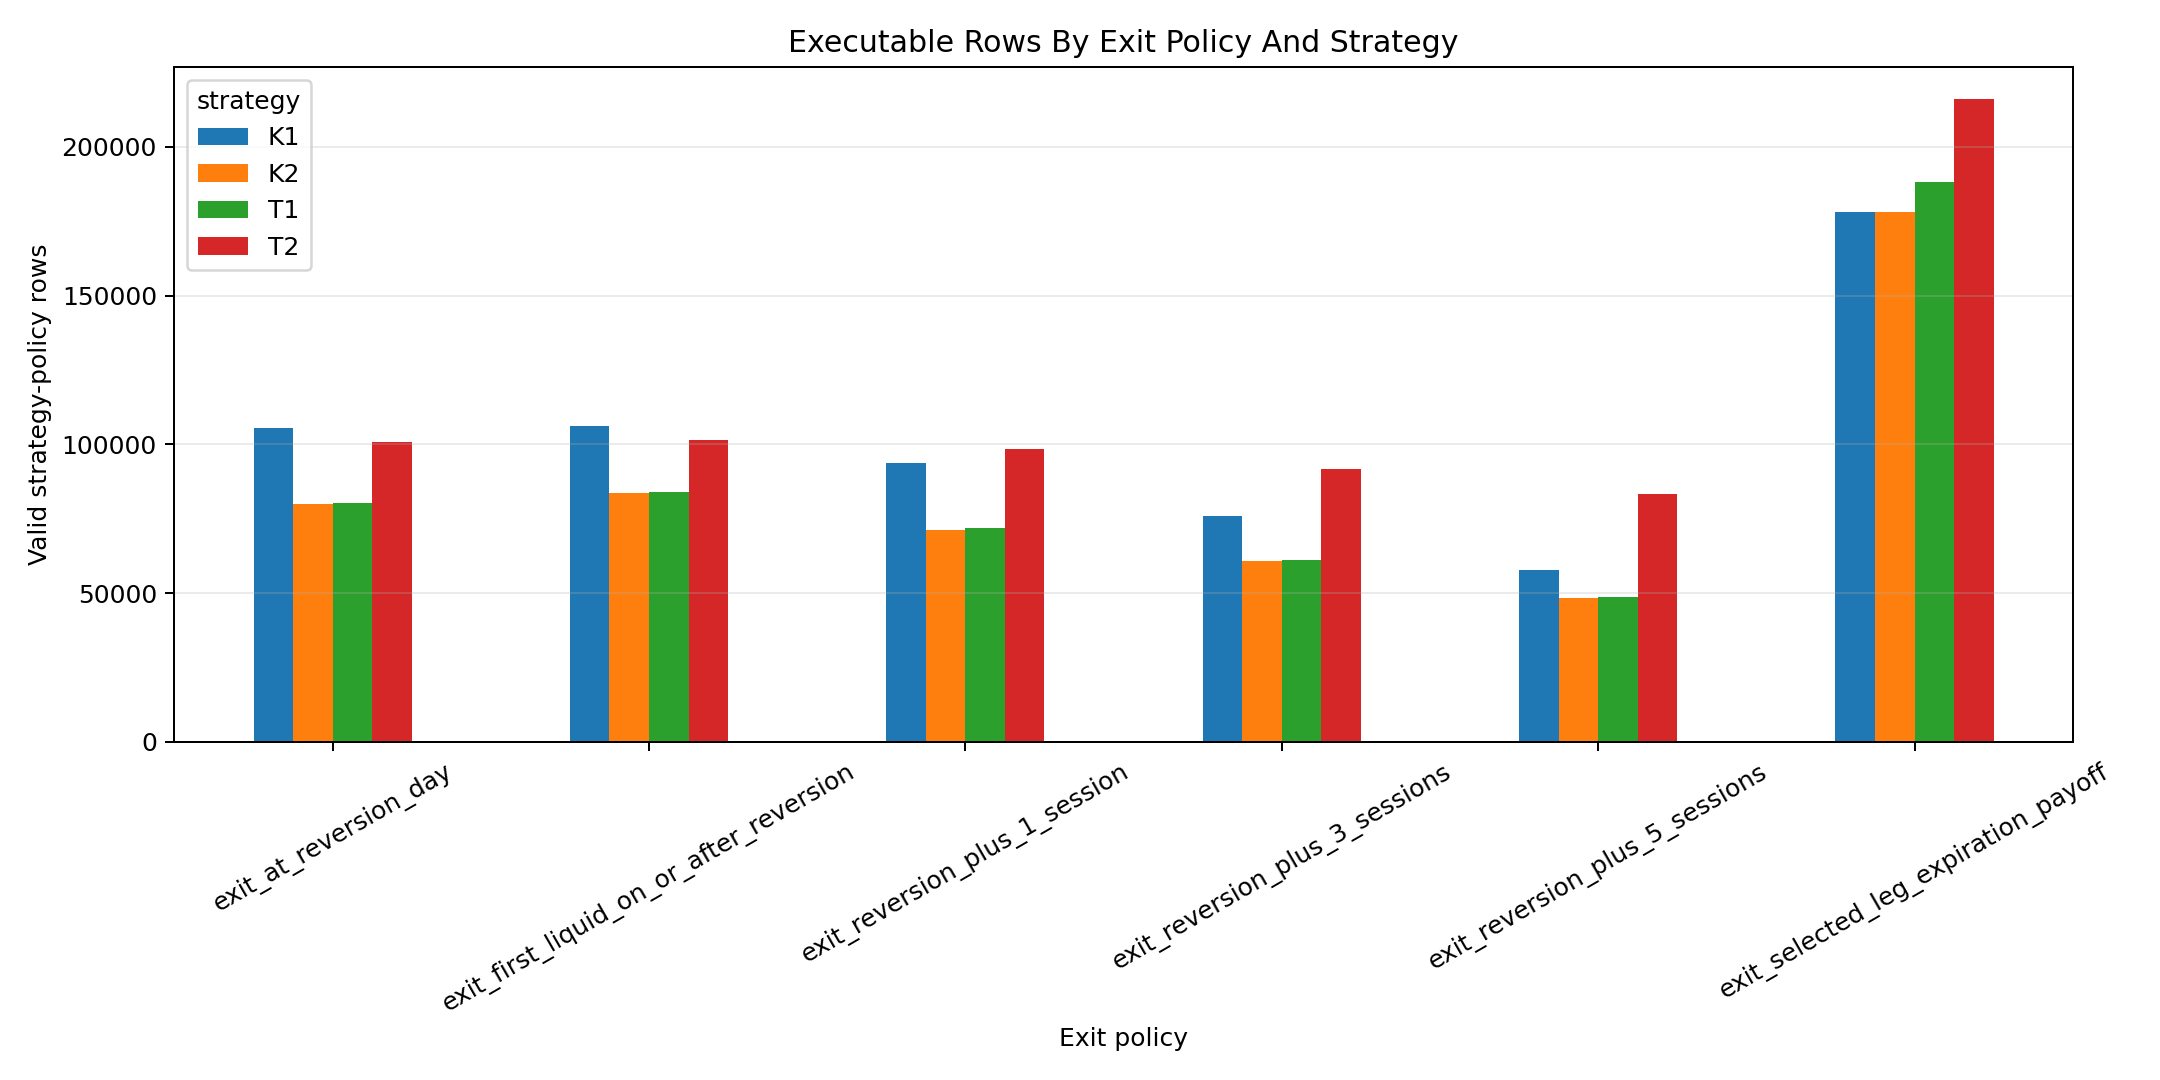 Executable Rows By Exit Policy And Strategy
strategy
K1
K2
T1
T2
Valid strategy-policy rows
200000
150000
100000
50000
0
exit_at_reversion_day
exit_first_liquid_on_or_after_reversion
exit_reversion_plus_1_session
exit_reversion_plus_3_sessions
exit_reversion_plus_5_sessions
exit_selected_leg_expiration_payoff
Exit policy